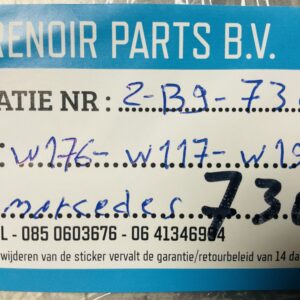 RENOIR PARTS B.V.
ATIE NR : 2-B9-73
: W176- W117- W1
mercedes 73
L - 085 0603676 - 06 41346904
wijderen van de sticker vervalt de garantie/retourbeleid van 14 da